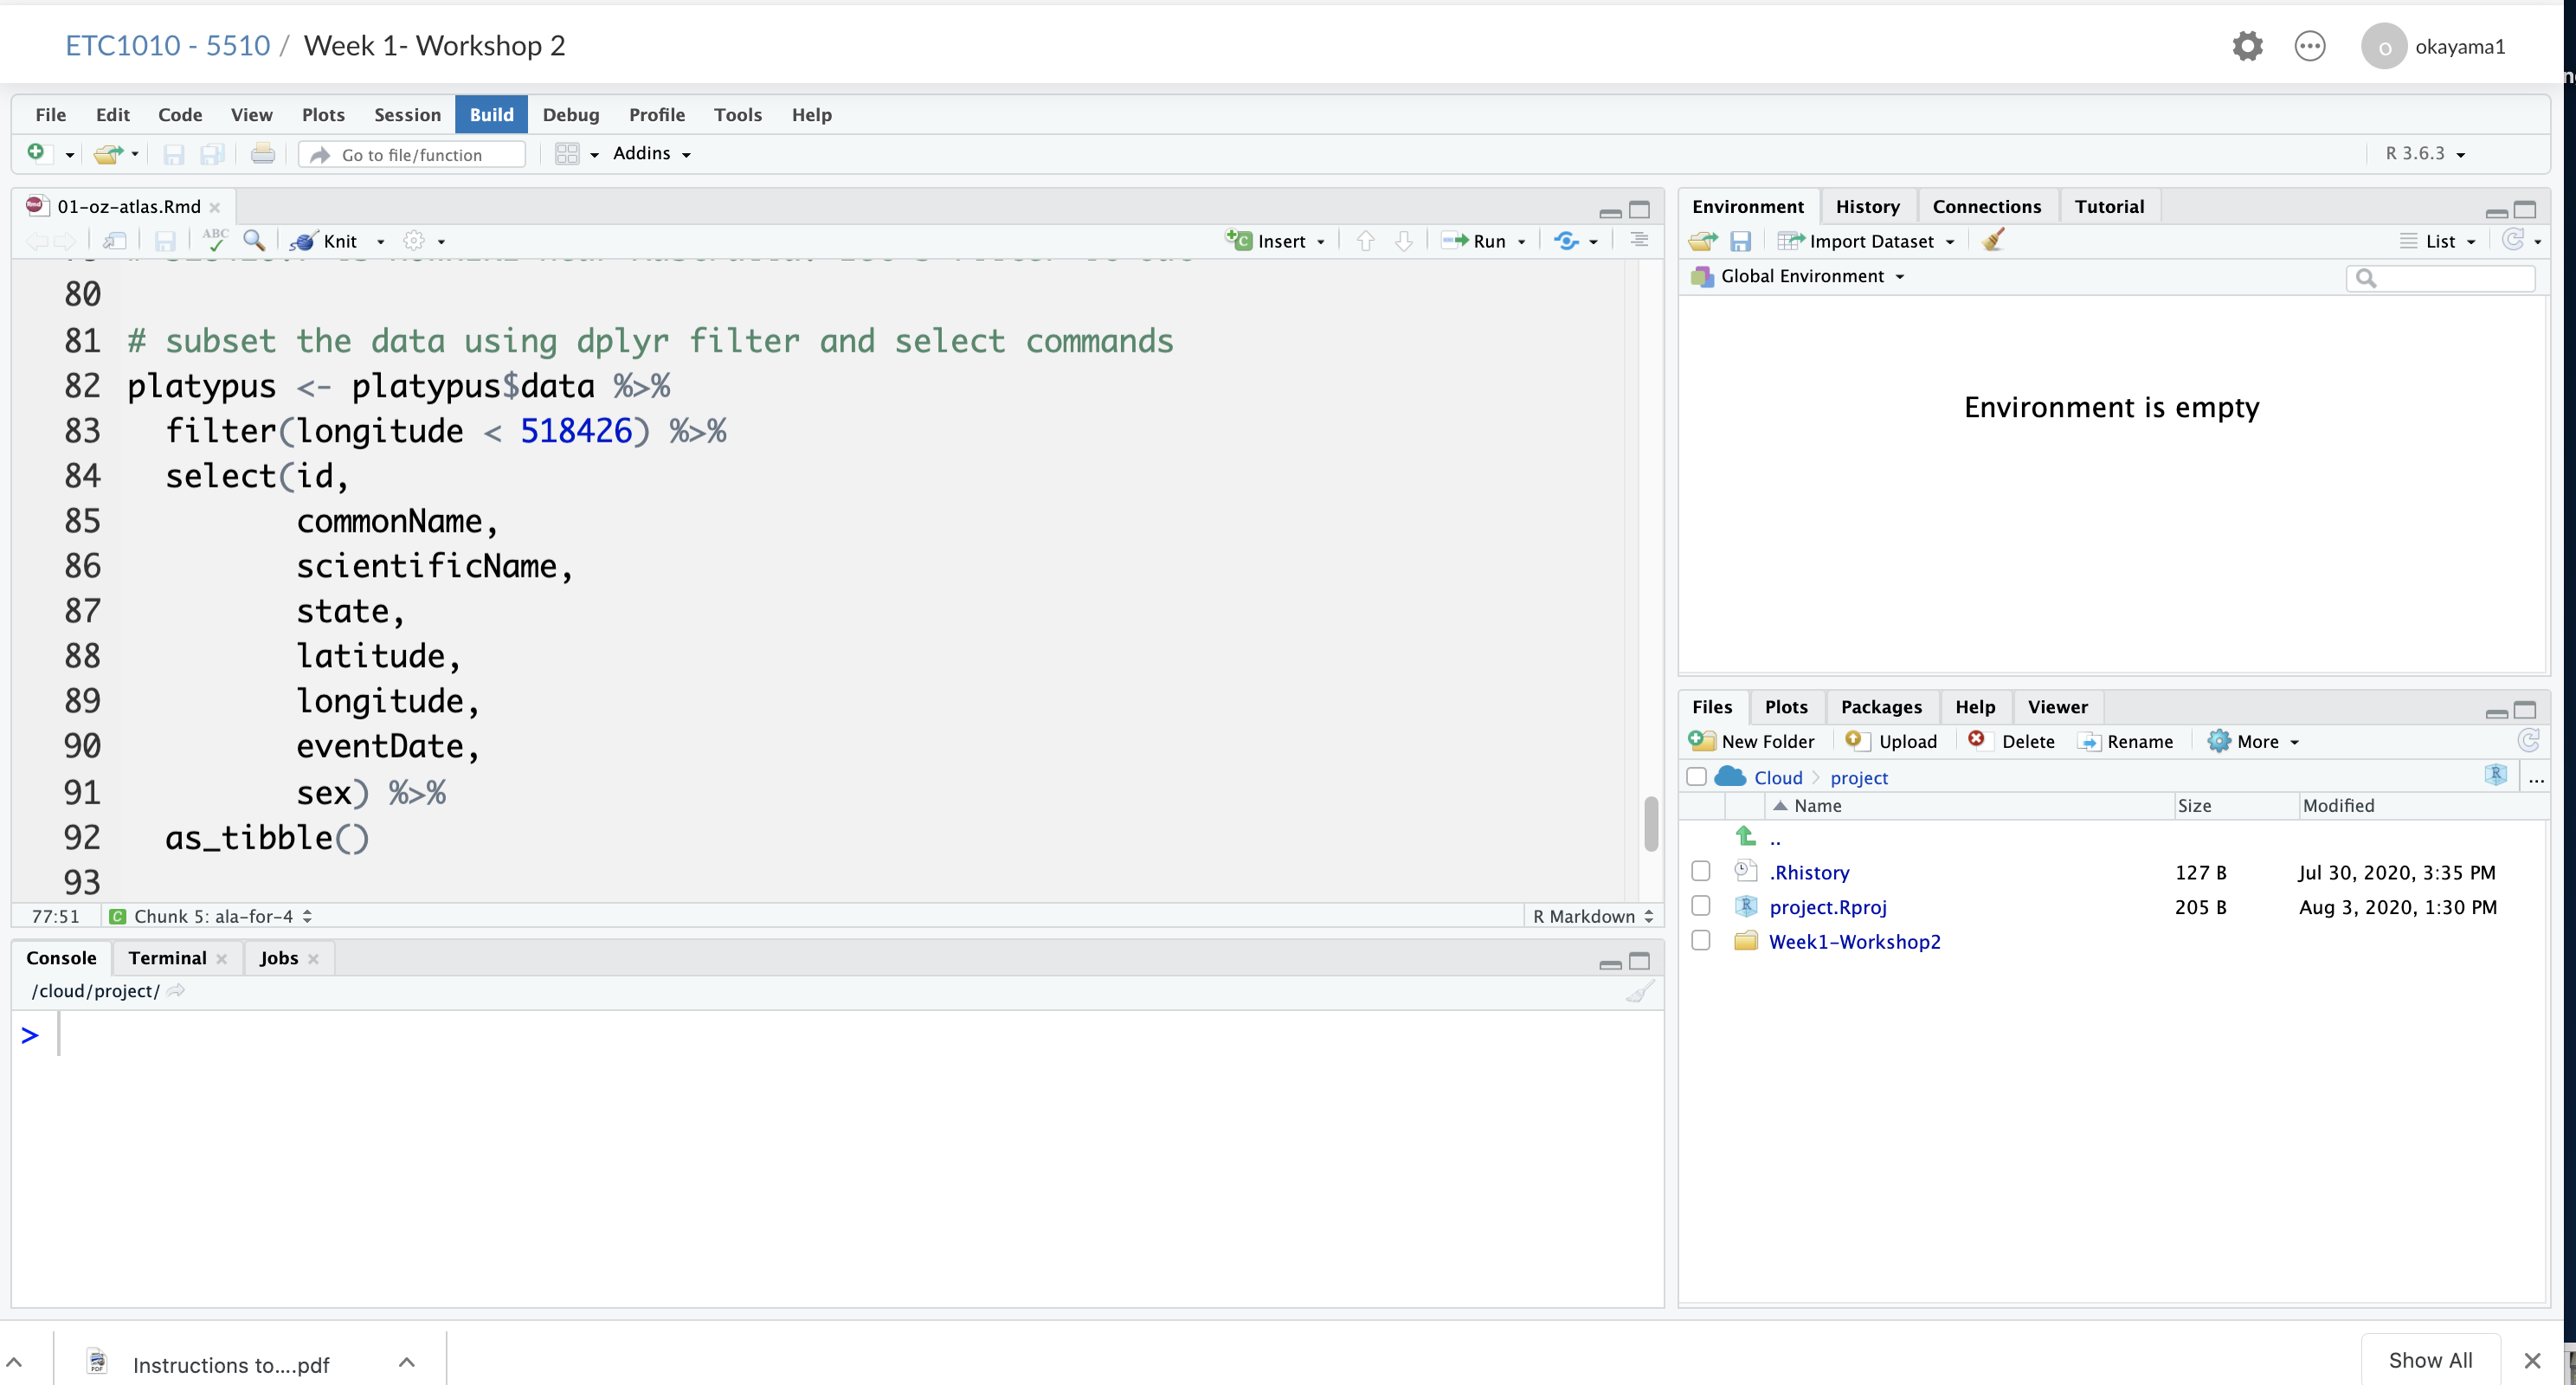 ETC1010 - 5510 / Week 1- Workshop 2
okayama1
File Edit Code View Plots Session Build Debug Profile Tools Help
Go to file/function
Addins
R 3.6.3
01-oz-atlas.Rmd
ABC
Knit
Insert
Run
80
81 # subset the data using dplyr filter and select commands
82 platypus <- platypus$data %>%
83 filter(longitude < 518426) %>%
84 select(id,
85 commonName,
86 scientificName,
87 state,
88 latitude,
89 longitude,
90 eventDate,
91 sex) %>%
92 as_tibble()
93
77:51 Chunk 5: ala-for-4 R Markdown
Console Terminal Jobs
/cloud/project/
>
Environment History Connections Tutorial
Import Dataset List
Global Environment
Environment is empty
Files Plots Packages Help Viewer
New Folder Upload Delete Rename More
Cloud project ...
Name Size Modified
..
.Rhistory 127 B Jul 30, 2020, 3:35 PM
project.Rproj 205 B Aug 3, 2020, 1:30 PM
Week1-Workshop2
Instructions to....pdf
Show All